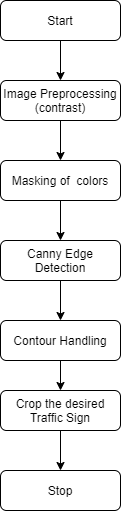 Start
Image Preprocessing
(contrast)
Masking of colors
Canny Edge
Detection
Contour Handling
Crop the desired
Traffic Sign
Stop